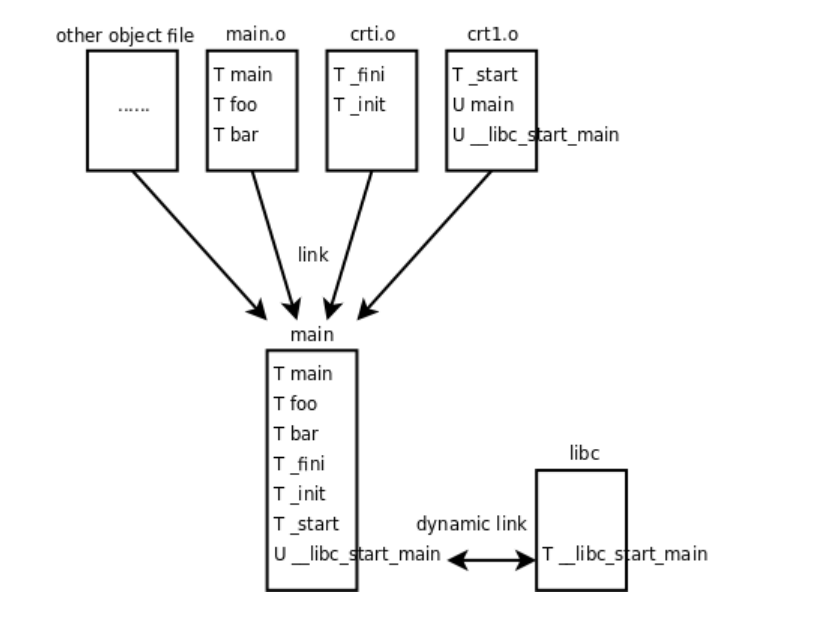 other object file
main.o
crti.o
crt1.o
......
T main
T foo
T bar
T _fini
T _init
T _start
U main
U __libc_start_main
link
main
T main
T foo
T bar
T _fini
T _init
T _start
U __libc_start_main
dynamic link
libc
T __libc_start_main